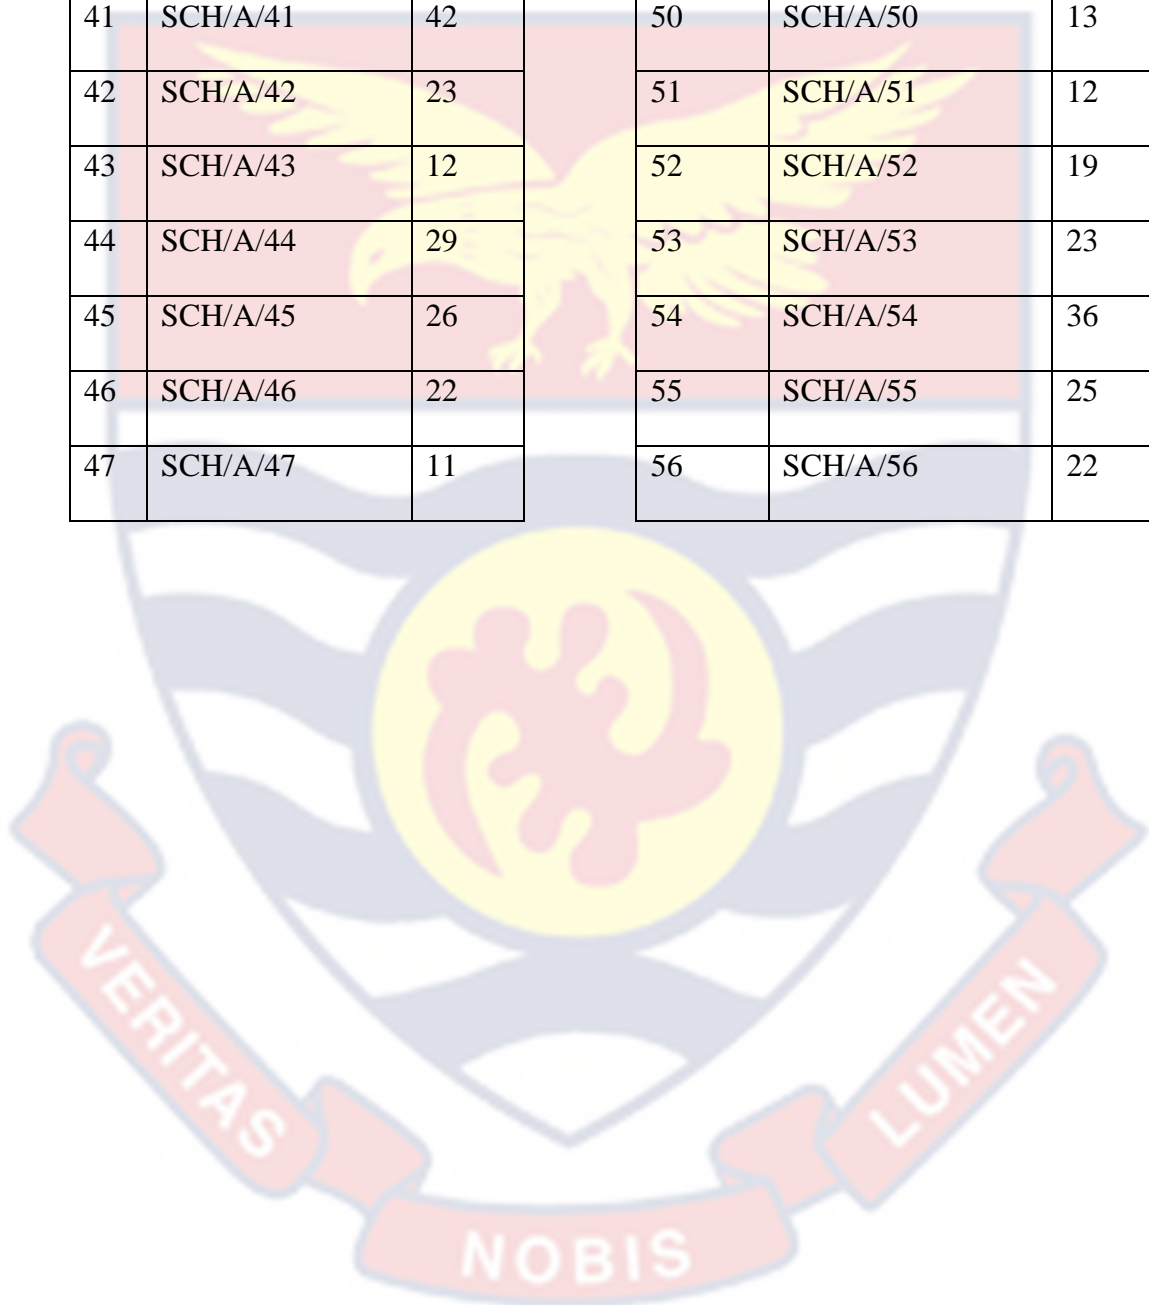 41 SCH/A/41 42 50 SCH/A/50 13
42 SCH/A/42 23 51 SCH/A/51 12
43 SCH/A/43 12 52 SCH/A/52 19
44 SCH/A/44 29 53 SCH/A/53 23
45 SCH/A/45 26 54 SCH/A/54 36
46 SCH/A/46 22 55 SCH/A/55 25
47 SCH/A/47 11 56 SCH/A/56 22
VERITAS
NOBIS
LUMEN